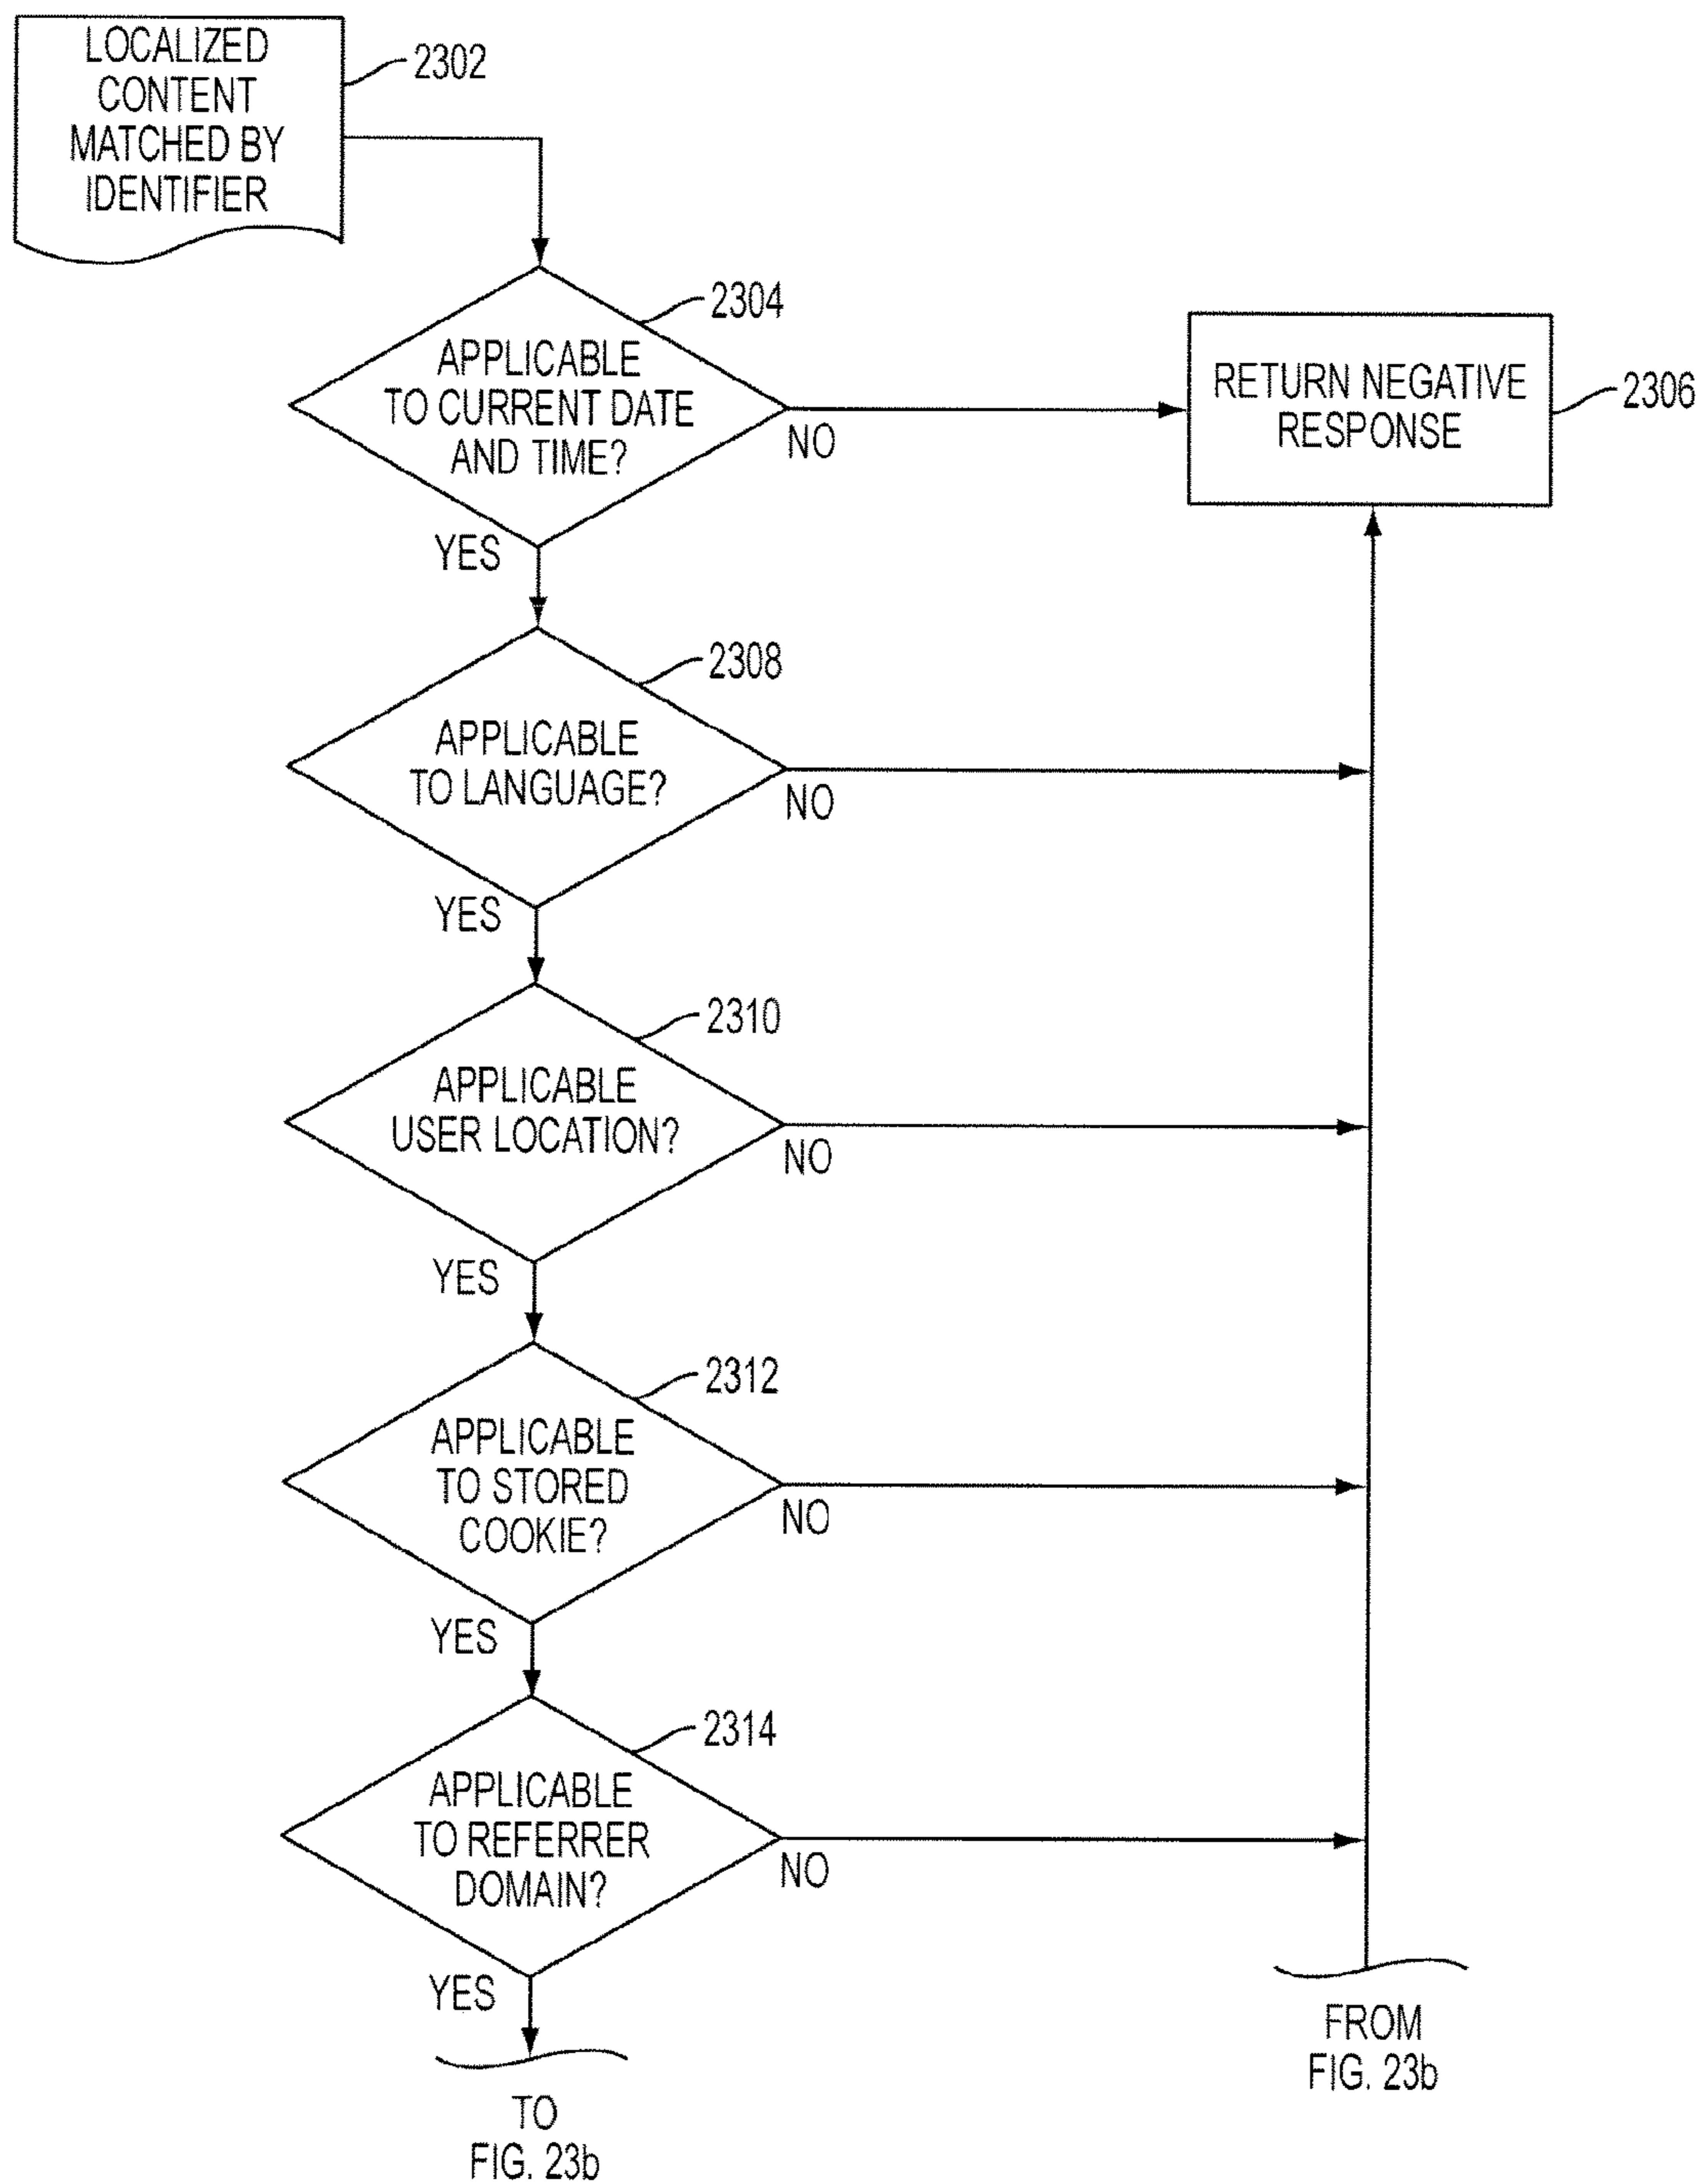 LOCALIZED
CONTENT
MATCHED BY
IDENTIFIER
2302
2304
APPLICABLE
TO CURRENT DATE
AND TIME?
NO
YES
RETURN NEGATIVE
RESPONSE
2306
2308
APPLICABLE
TO LANGUAGE?
NO
YES
2310
APPLICABLE
USER LOCATION?
NO
YES
2312
APPLICABLE
TO STORED
COOKIE?
NO
YES
2314
APPLICABLE
TO REFERRER
DOMAIN?
NO
YES
TO
FIG. 23b
FROM
FIG. 23b